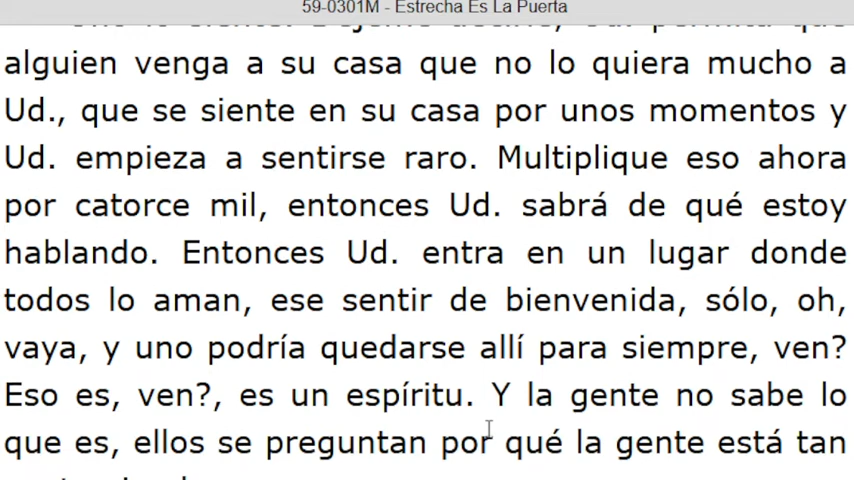 59-0301M - Estrecha Es La Puerta
alguien venga a su casa que no lo quiera mucho a
Ud., que se siente en su casa por unos momentos y
Ud. empieza a sentirse raro. Multiplique eso ahora
por catorce mil, entonces Ud. sabrá de qué estoy
hablando. Entonces Ud. entra en un lugar donde
todos lo aman, ese sentir de bienvenida, sólo, oh,
vaya, y uno podría quedarse allí para siempre, ven?
Eso es, ven?, es un espíritu. Y la gente no sabe lo
que es, ellos se preguntan por qué la gente está tan